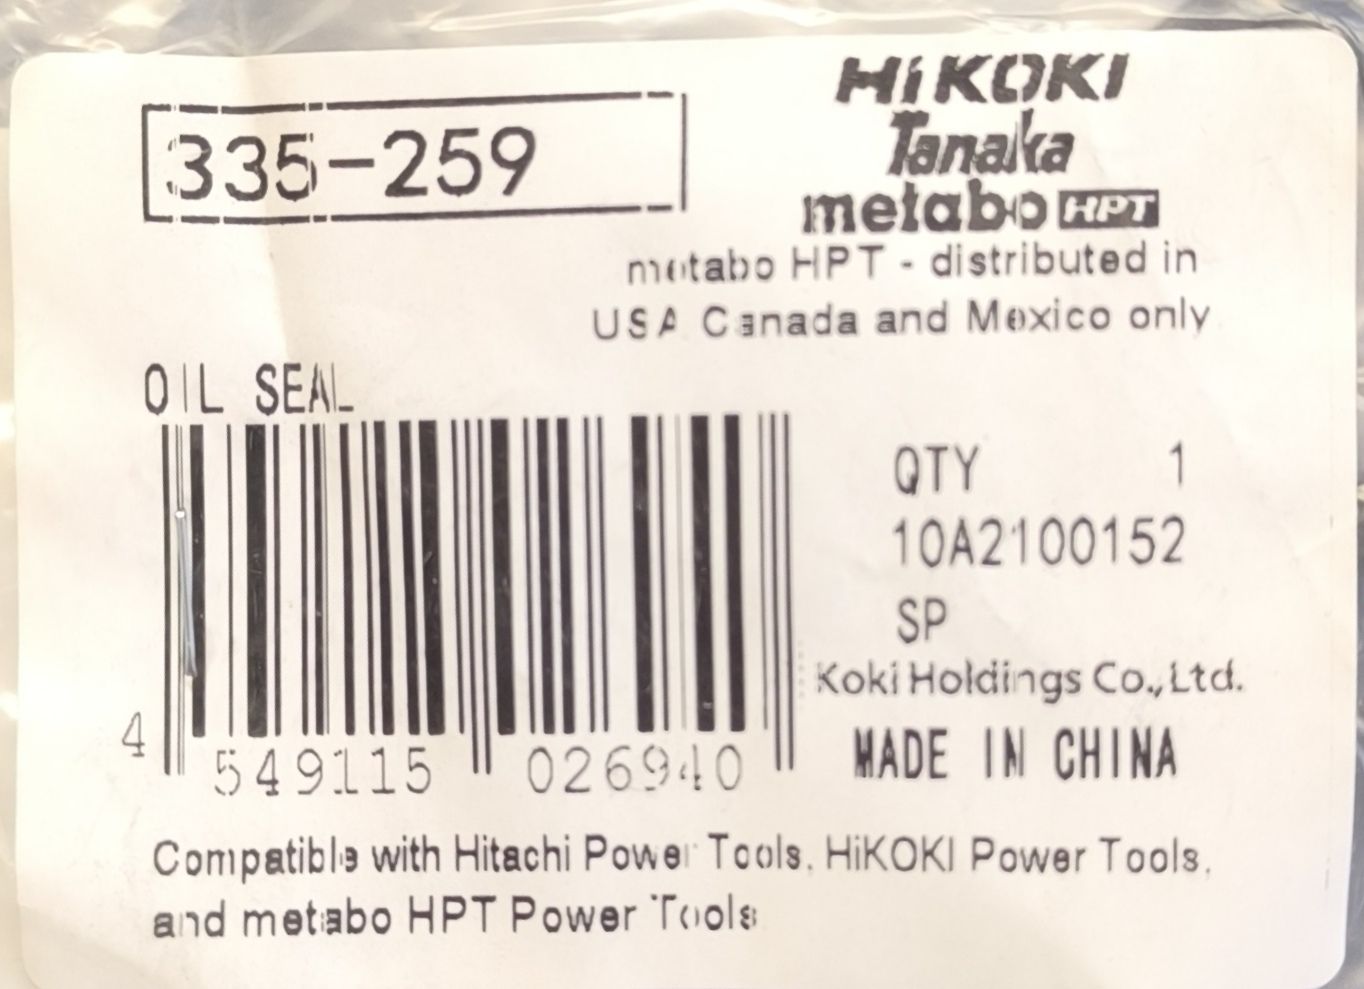 335-259
HiKOKI
Tanaka
metabo HPT
metabo HPT - distributed in
USA Canada and Mexico only
OIL SEAL
QTY 1
10A2100152
SP
Koki Holdings Co., Ltd.
MADE IN CHINA
4 549115 026940
Compatible with Hitachi Power Tools, HiKOKI Power Tools,
and metabo HPT Power Tools